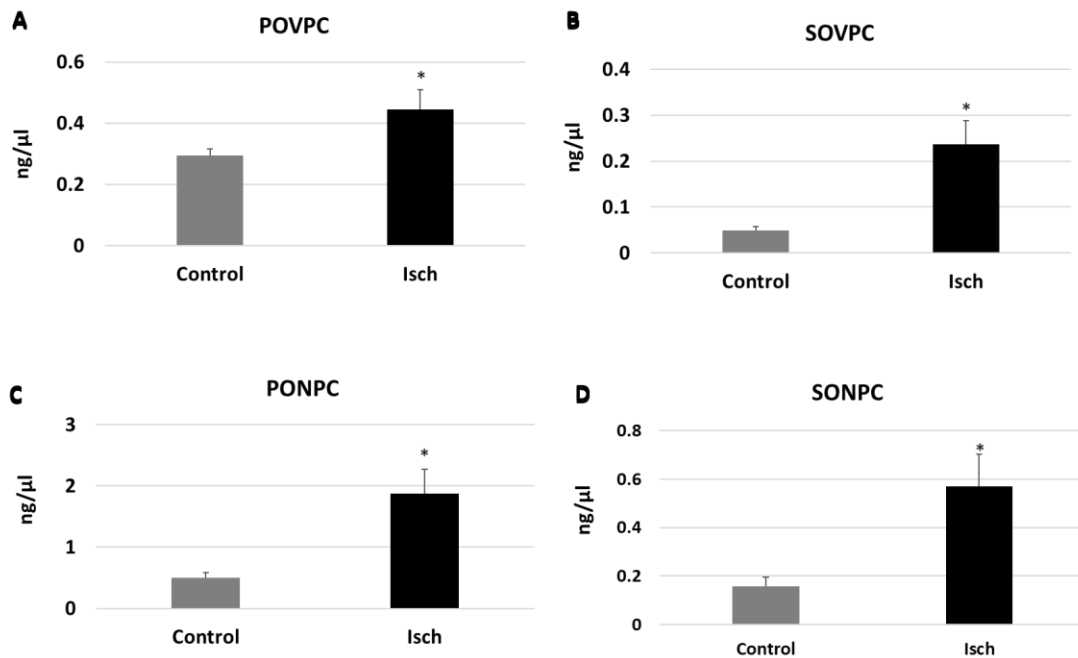 A
POVPC
0.6
0.4
0.2
0
ng/µl
*
Control Isch
B
SOVPC
0.4
0.3
0.2
0.1
0
ng/µl
*
Control Isch
C
PONPC
3
2
1
0
ng/µl
*
Control Isch
D
SONPC
0.8
0.6
0.4
0.2
0
ng/µl
*
Control Isch